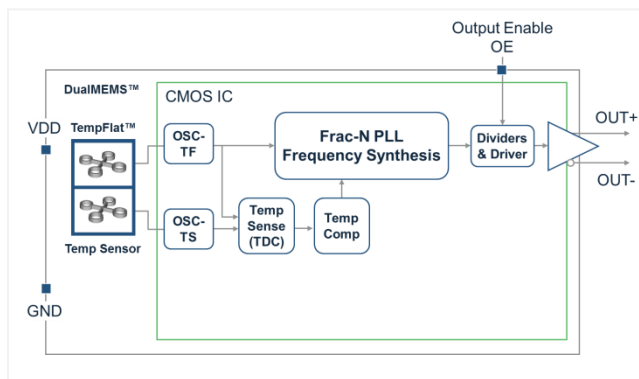 Output Enable
OE
DualMEMS™
CMOS IC
VDD
TempFlat™
OSC-
TF
Frac-N PLL
Frequency Synthesis
Dividers
& Driver
OUT+
OUT-
Temp Sensor
OSC-
TS
Temp
Sense
(TDC)
Temp
Comp
GND